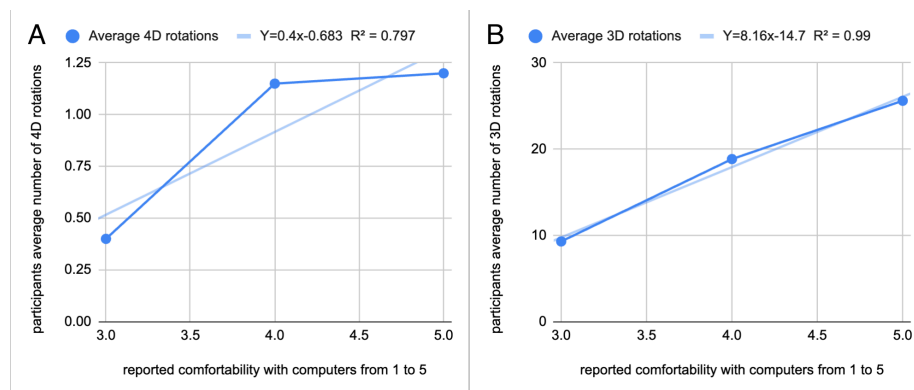 A
Average 4D rotations
Y=0.4x-0.683 R² = 0.797
participants average number of 4D rotations
1.25
1.00
0.75
0.50
0.25
0.00
3.0 3.5 4.0 4.5 5.0
reported comfortability with computers from 1 to 5
B
Average 3D rotations
Y=8.16x-14.7 R² = 0.99
participants average number of 3D rotations
30
20
10
0
3.0 3.5 4.0 4.5 5.0
reported comfortability with computers from 1 to 5